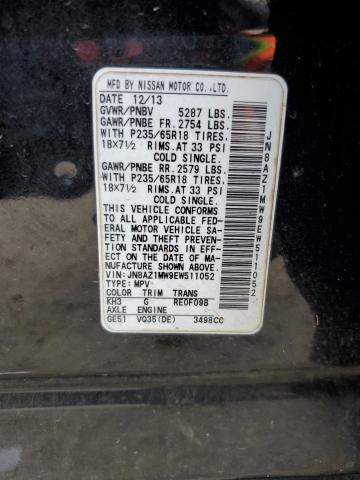 MFD BY NISSAN MOTOR CO.,LTD.
DATE 12/13
GVWR/PNBV 5287 LBS.
GAWR/PNBE FR. 2754 LBS.
WITH P235/65R18 TIRES.
18X7½ RIMS.AT 33 PSI
COLD SINGLE.
GAWR/PNBE RR. 2579 LBS.
WITH P235/65R18 TIRES.
18X7½ RIMS.AT 33 PSI
COLD SINGLE.
THIS VEHICLE CONFORMS
TO ALL APPLICABLE FED-
ERAL MOTOR VEHICLE SA-
FETY AND THEFT PREVENT-
ION STANDARDS IN EFF-
ECT ON THE DATE OF MA-
NUFACTURE SHOWN ABOVE.
VIN: JN8AZ1MW9EW511052
TYPE: MPV
COLOR TRIM TRANS
KH3 G RE0F09B
AXLE ENGINE
GE51 VQ35(DE) 3498CC
JN8AZ1MW9EW511052